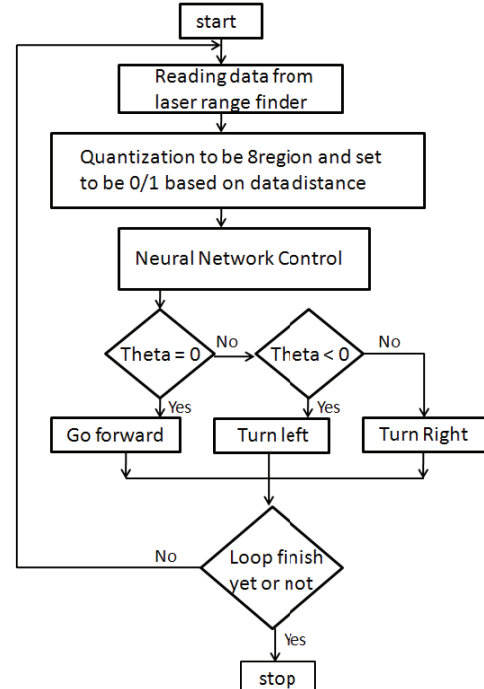 start
Reading data from
laser range finder
Quantization to be 8region and set
to be 0/1 based on datadistance
Neural Network Control
Theta = 0
No
Theta < 0
No
Yes
Yes
Go forward
Turn left
Turn Right
No
Loop finish
yet or not
Yes
stop